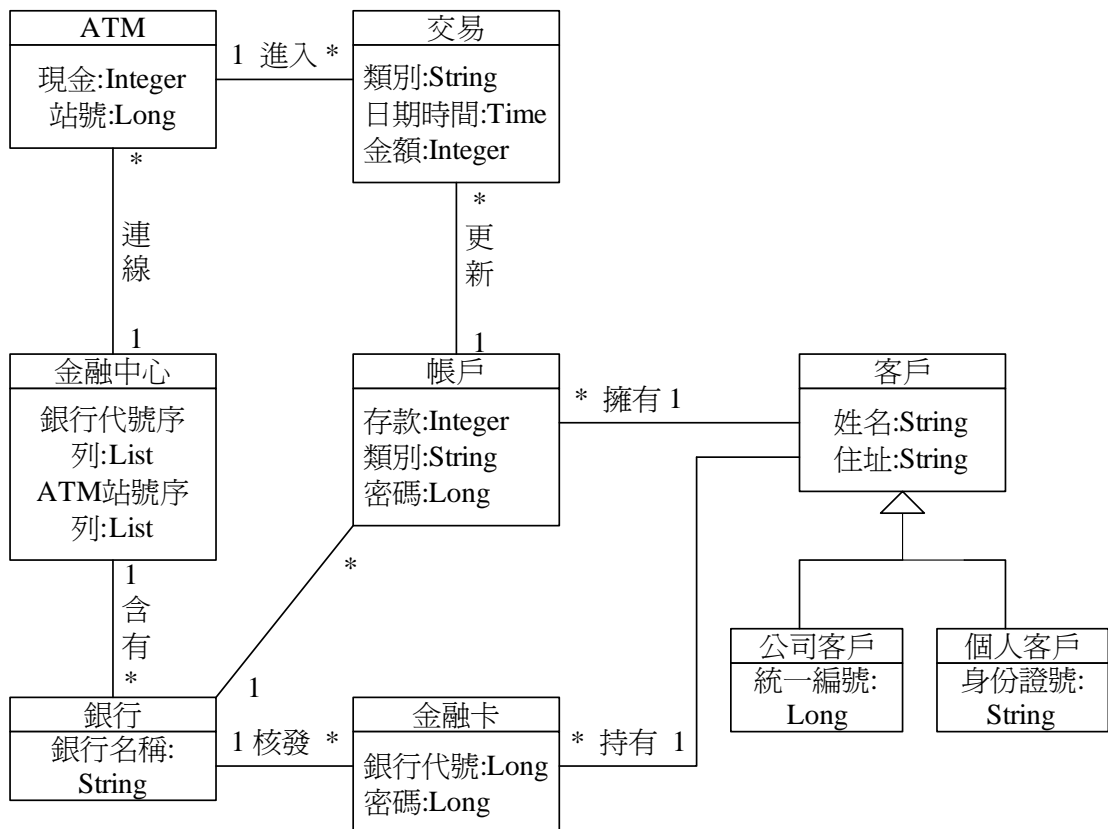 ATM
現金:Integer
站號:Long
1 進入 *
交易
類別:String
日期時間:Time
金額:Integer
*
連
線
1
*
更
新
1
金融中心
銀行代號序
列:List
ATM站號序
列:List
帳戶
存款:Integer
類別:String
密碼:Long
* 擁有 1
客戶
姓名:String
住址:String
1
含
有
*
*
1
銀行
銀行名稱:
String
1 核發 *
金融卡
銀行代號:Long
密碼:Long
* 持有 1
公司客戶
統一編號:
Long
個人客戶
身份證號:
String